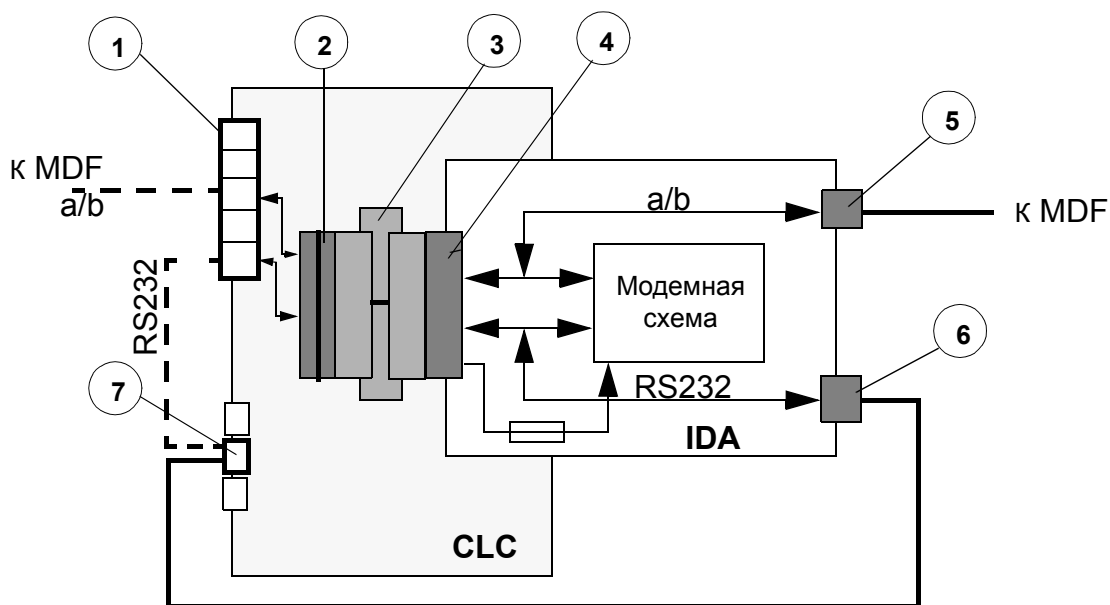 1
2
3
4
5
к MDF
a/b
a/b
к MDF
Модемная
схема
RS232
6
RS232
7
IDA
CLC